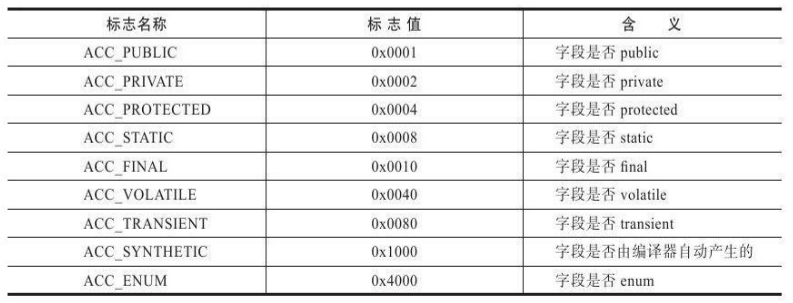 标志名称 标 志 值 含 义
ACC_PUBLIC 0x0001 字段是否 public
ACC_PRIVATE 0x0002 字段是否 private
ACC_PROTECTED 0x0004 字段是否 protected
ACC_STATIC 0x0008 字段是否 static
ACC_FINAL 0x0010 字段是否 final
ACC_VOLATILE 0x0040 字段是否 volatile
ACC_TRANSIENT 0x0080 字段是否 transient
ACC_SYNTHETIC 0x1000 字段是否由编译器自动产生的
ACC_ENUM 0x4000 字段是否 enum